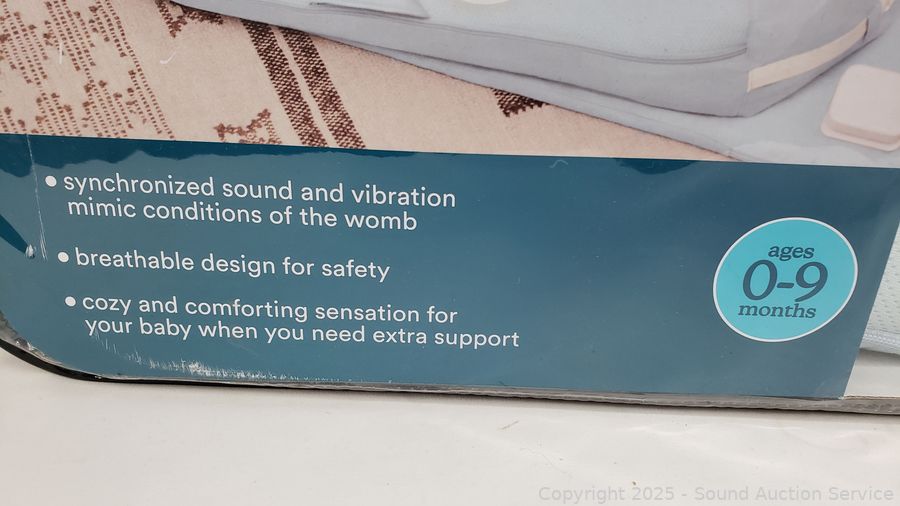 • synchronized sound and vibration
mimic conditions of the womb
• breathable design for safety
• cozy and comforting sensation for
your baby when you need extra support
ages
0-9
months
Copyright 2025 - Sound Auction Service